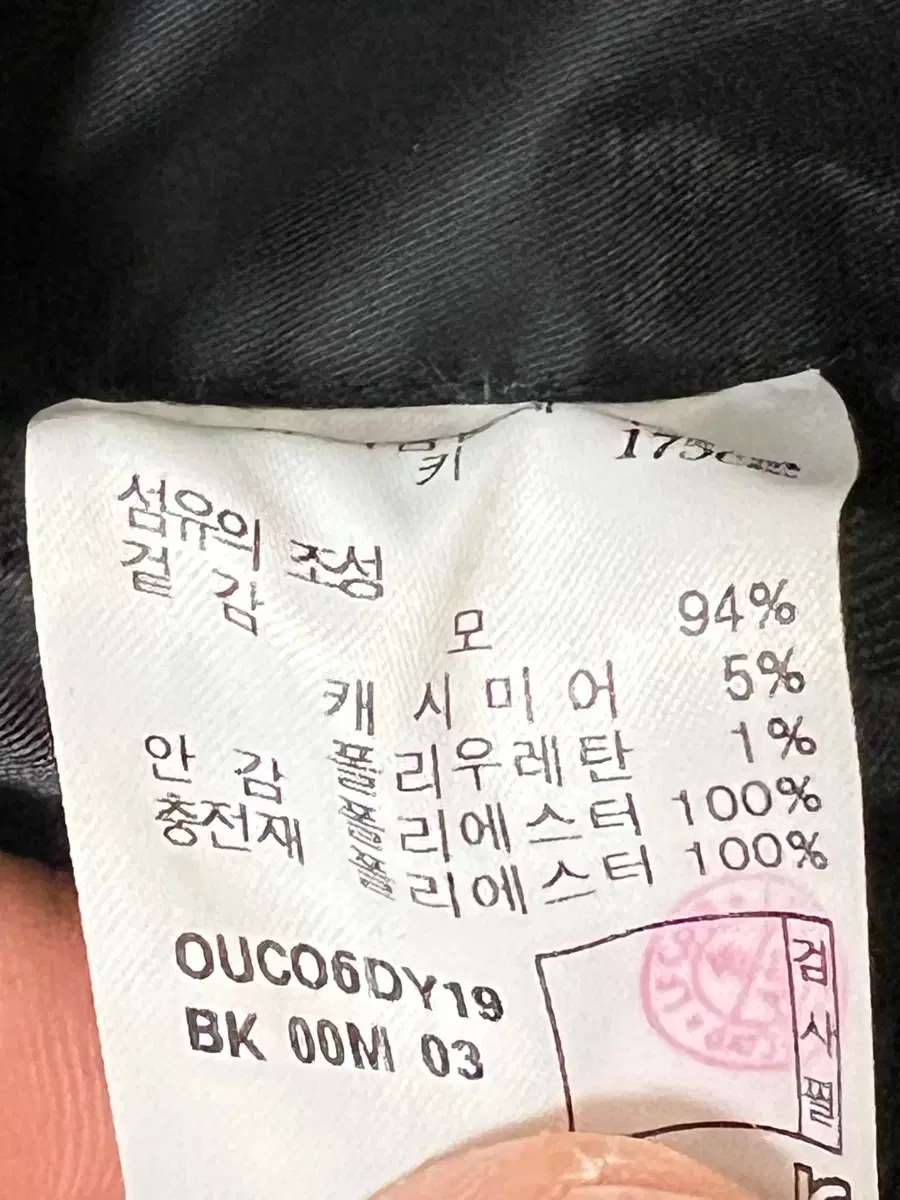 키 175cm
섬유의 조성
겉 감
모 94%
캐 시 미 어 5%
폴 리 우 레 탄 1%
안 감 폴 리 에 스 터 100%
충전재 폴 리 에 스 터 100%
OUCO6DY19
BK 00M 03
검 사 필